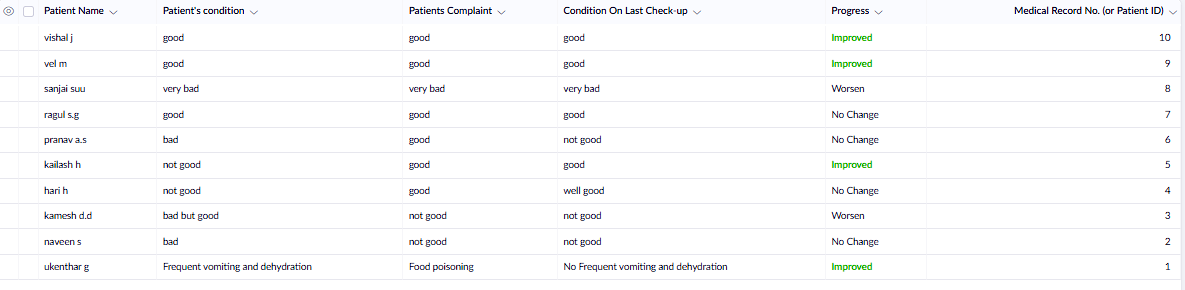 Patient Name Patient's condition Patients Complaint Condition On Last Check-up Progress Medical Record No. (or Patient ID)
vishal j good good good Improved 10
vel m good good good Improved 9
sanjai suu very bad very bad very bad Worsen 8
ragul s.g good good good No Change 7
pranav a.s bad good not good No Change 6
kailash h not good good good Improved 5
hari h not good good well good No Change 4
kamesh d.d bad but good not good not good Worsen 3
naveen s bad not good not good No Change 2
ukenthar g Frequent vomiting and dehydration Food poisoning No Frequent vomiting and dehydration Improved 1